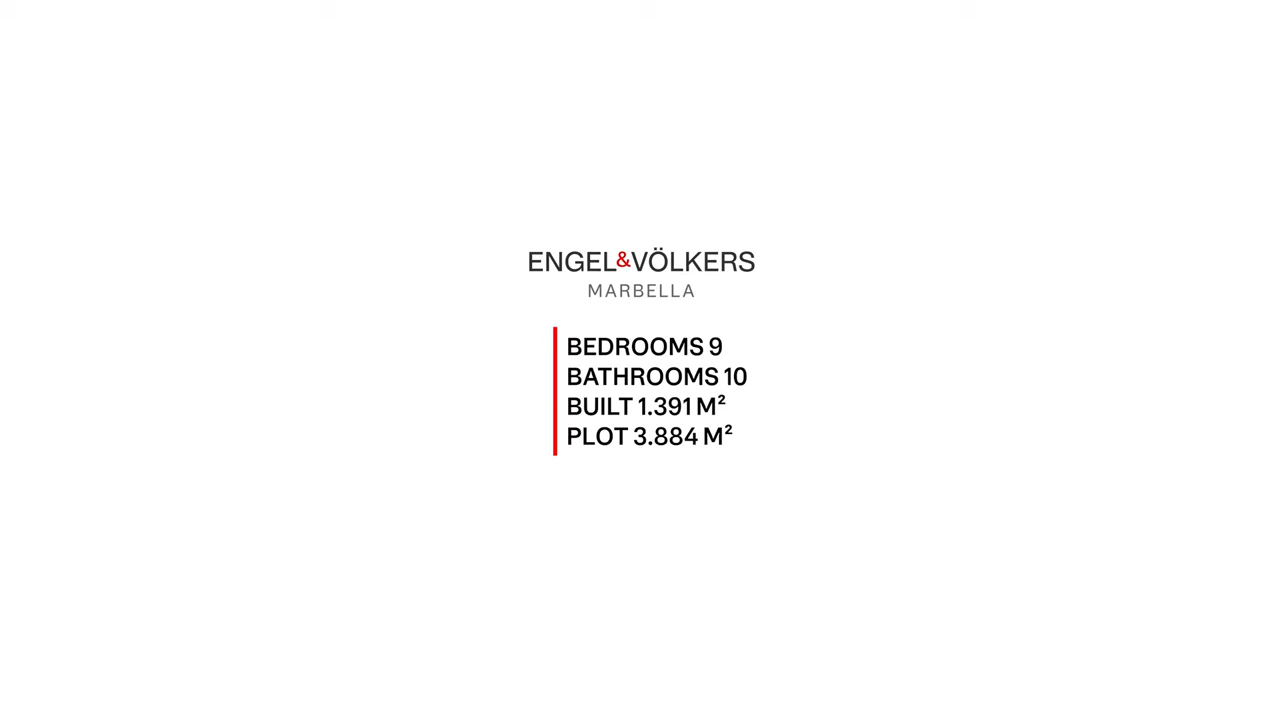 ENGEL&VÖLKERS
MARBELLA
BEDROOMS 9
BATHROOMS 10
BUILT 1.391 M²
PLOT 3.884 M²